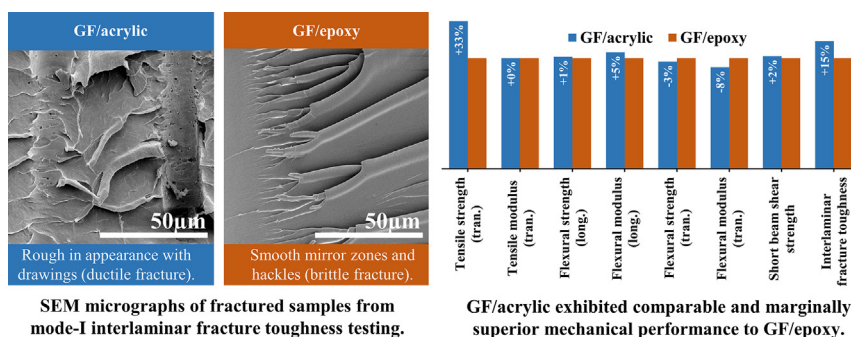 GF/acrylic
GF/epoxy
50μm
50μm
Rough in appearance with
drawings (ductile fracture).
Smooth mirror zones and
hackles (brittle fracture).
SEM micrographs of fractured samples from
mode-I interlaminar fracture toughness testing.
GF/acrylic
GF/epoxy
+33%
+0%
+1%
+5%
-3%
-8%
+2%
+15%
Tensile strength
(tran.)
Tensile modulus
(tran.)
Flexural strength
(long.)
Flexural modulus
(long.)
Flexural strength
(tran.)
Flexural modulus
(tran.)
Short beam shear
strength
Interlaminar
fracture toughness
GF/acrylic exhibited comparable and marginally
superior mechanical performance to GF/epoxy.